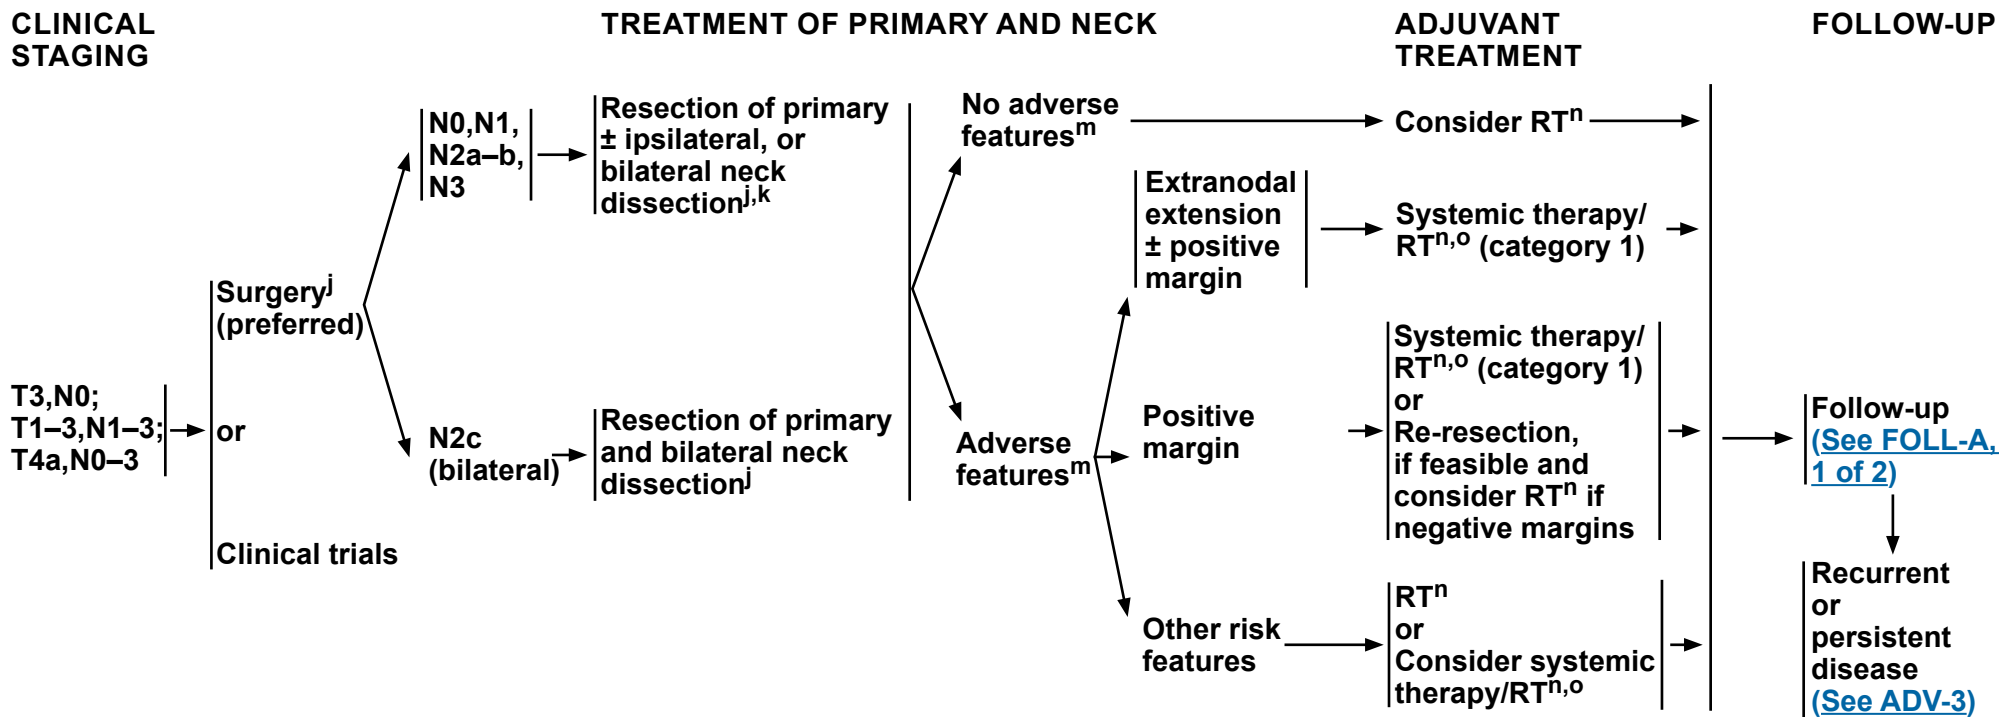 CLINICAL
STAGING
TREATMENT OF PRIMARY AND NECK
ADJUVANT
TREATMENT
FOLLOW-UP
T3,N0;
T1–3,N1–3;
T4a,N0–3
Surgeryj
(preferred)
or
Clinical trials
N0,N1,
N2a–b,
N3
N2c
(bilateral)
Resection of primary
± ipsilateral, or
bilateral neck
dissectionj,k
Resection of primary
and bilateral neck
dissectionj
No adverse
featuresm
Adverse
featuresm
Extranodal
extension
± positive
margin
Positive
margin
Other risk
features
Consider RTn
Systemic therapy/
RTn,o (category 1)
Systemic therapy/
RTn,o (category 1)
or
Re-resection,
if feasible and
consider RTn if
negative margins
RTn
or
Consider systemic
therapy/RTn,o
Follow-up
(See FOLL-A,
1 of 2)
Recurrent
or
persistent
disease
(See ADV-3)